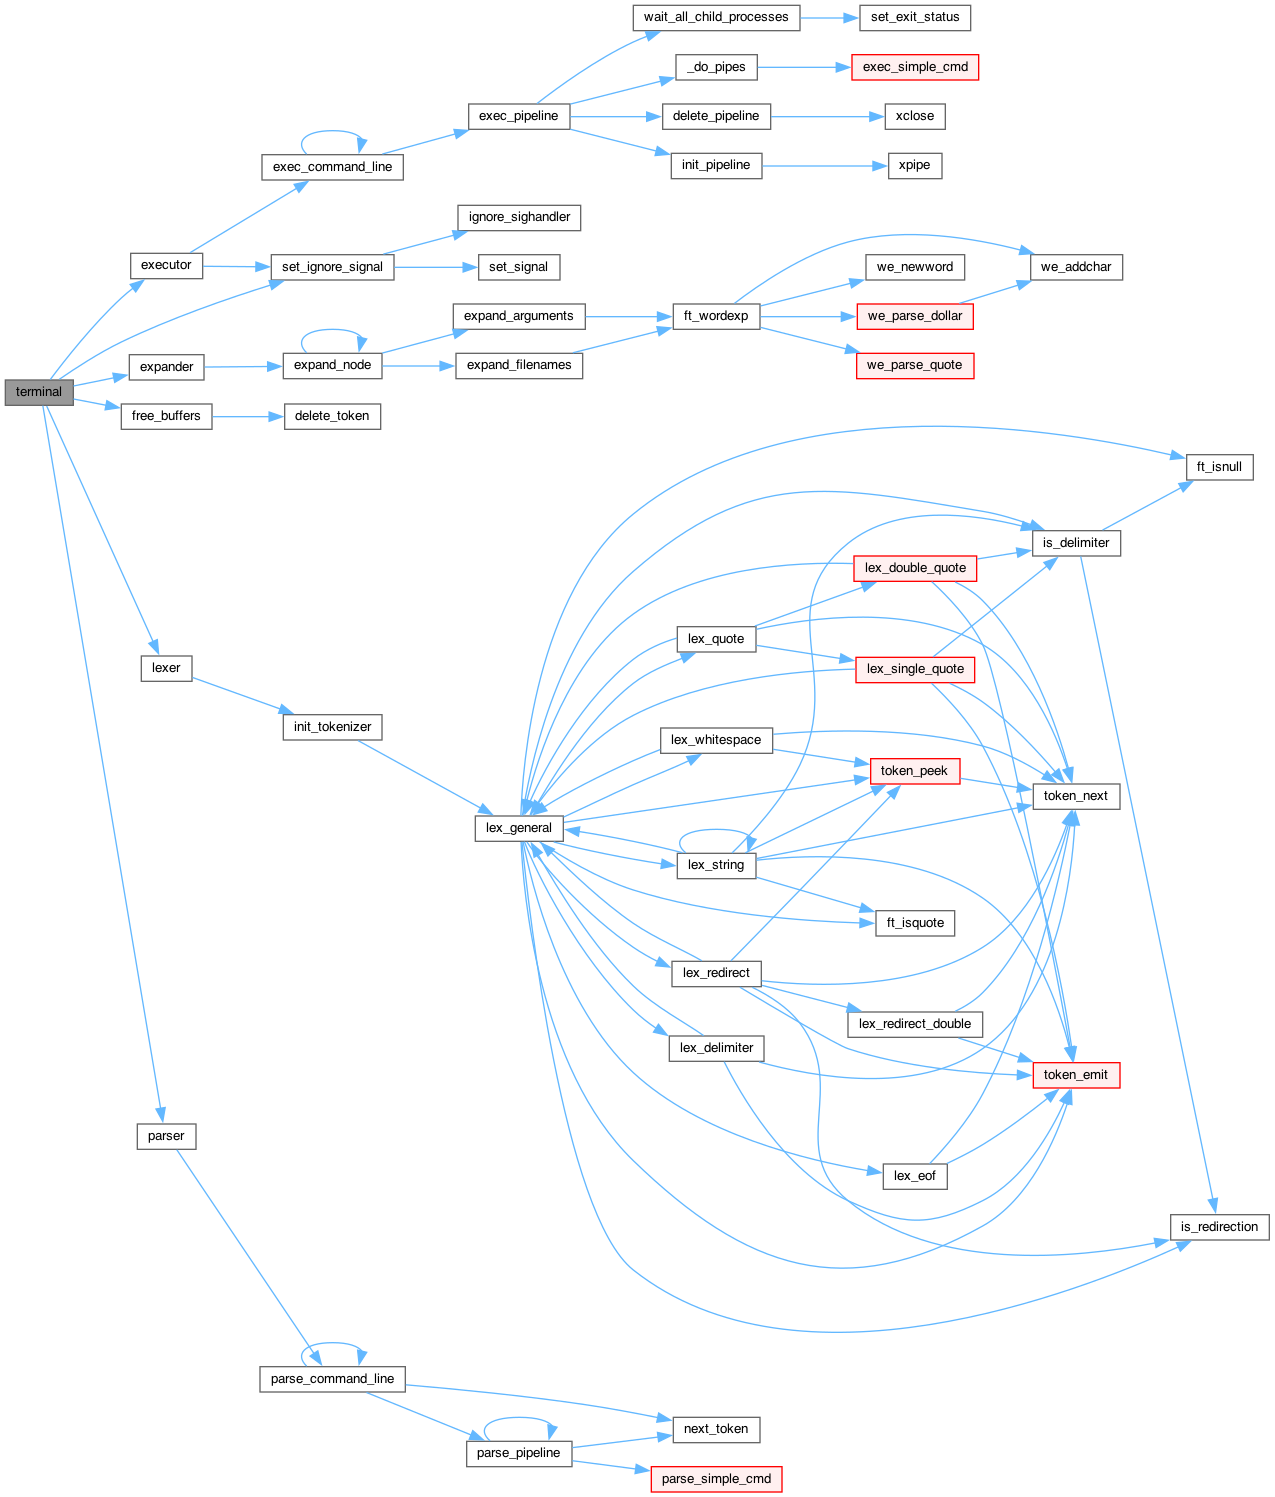 wait_all_child_processes
set_exit_status
_do_pipes
exec_simple_cmd
exec_pipeline
delete_pipeline
xclose
exec_command_line
init_pipeline
xpipe
ignore_sighandler
executor
set_ignore_signal
set_signal
we_newword
we_addchar
expand_arguments
ft_wordexp
we_parse_dollar
expander
expand_node
expand_filenames
we_parse_quote
terminal
free_buffers
delete_token
ft_isnull
is_delimiter
lex_double_quote
lex_quote
lexer
lex_single_quote
init_tokenizer
lex_whitespace
token_peek
token_next
lex_general
lex_string
ft_isquote
lex_redirect
lex_redirect_double
lex_delimiter
token_emit
parser
lex_eof
is_redirection
parse_command_line
next_token
parse_pipeline
parse_simple_cmd